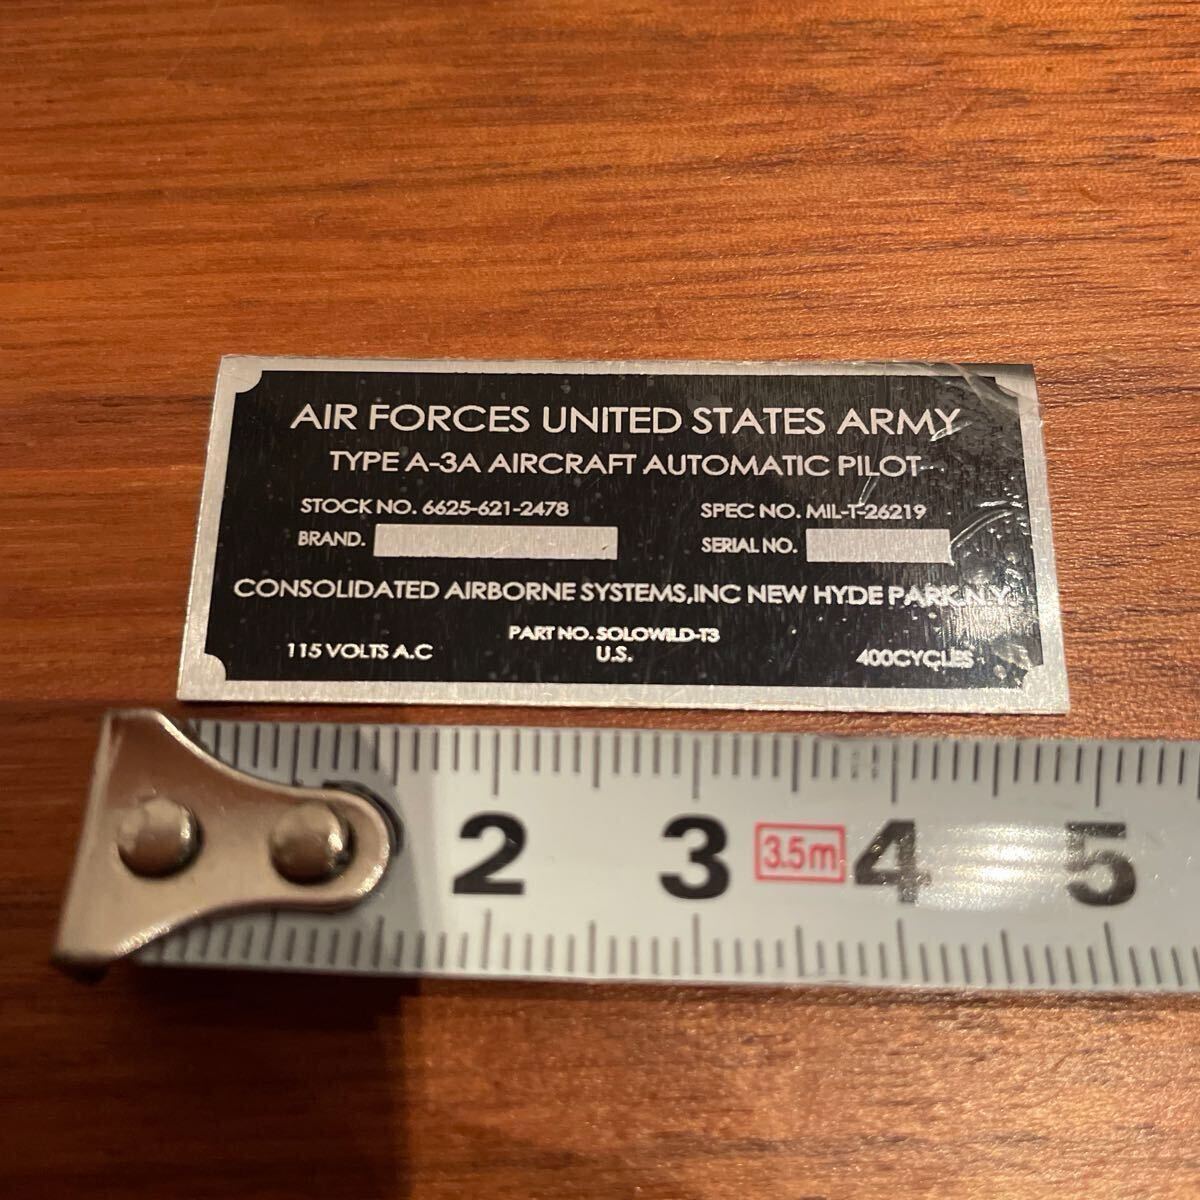 AIR FORCES UNITED STATES ARMY
TYPE A-3A AIRCRAFT AUTOMATIC PILOT
STOCK NO. 6625-621-2478 SPEC NO. MIL-T-26219
BRAND. SERIAL NO.
CONSOLIDATED AIRBORNE SYSTEMS,INC NEW HYDE PARK.N.Y.
PART NO. SOLOWILD-T3
115 VOLTS A.C U.S. 400CYCLES
2 3 3.5m 4 5